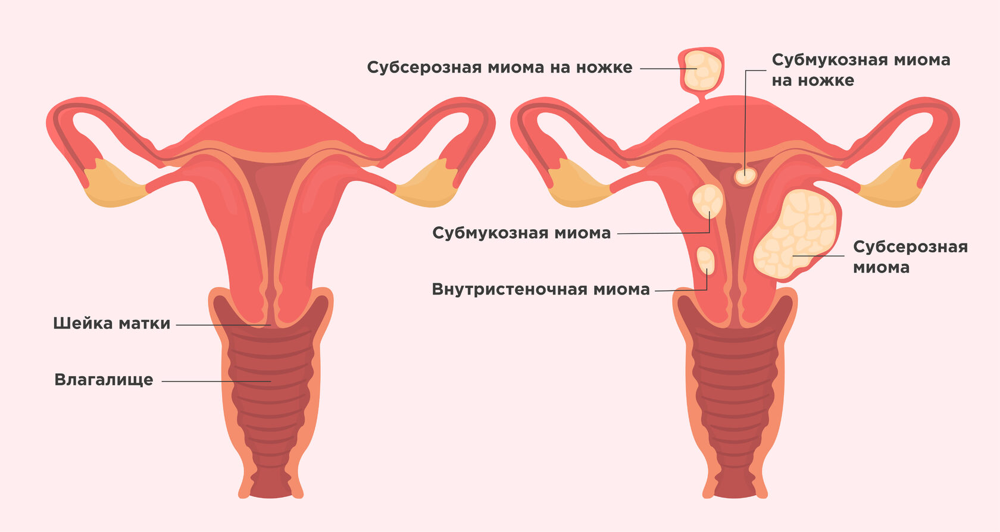 Субсерозная миома на ножке
Субмукозная миома
на ножке
Субмукозная миома
Субсерозная
миома
Внутристеночная миома
Шейка матки
Влагалище